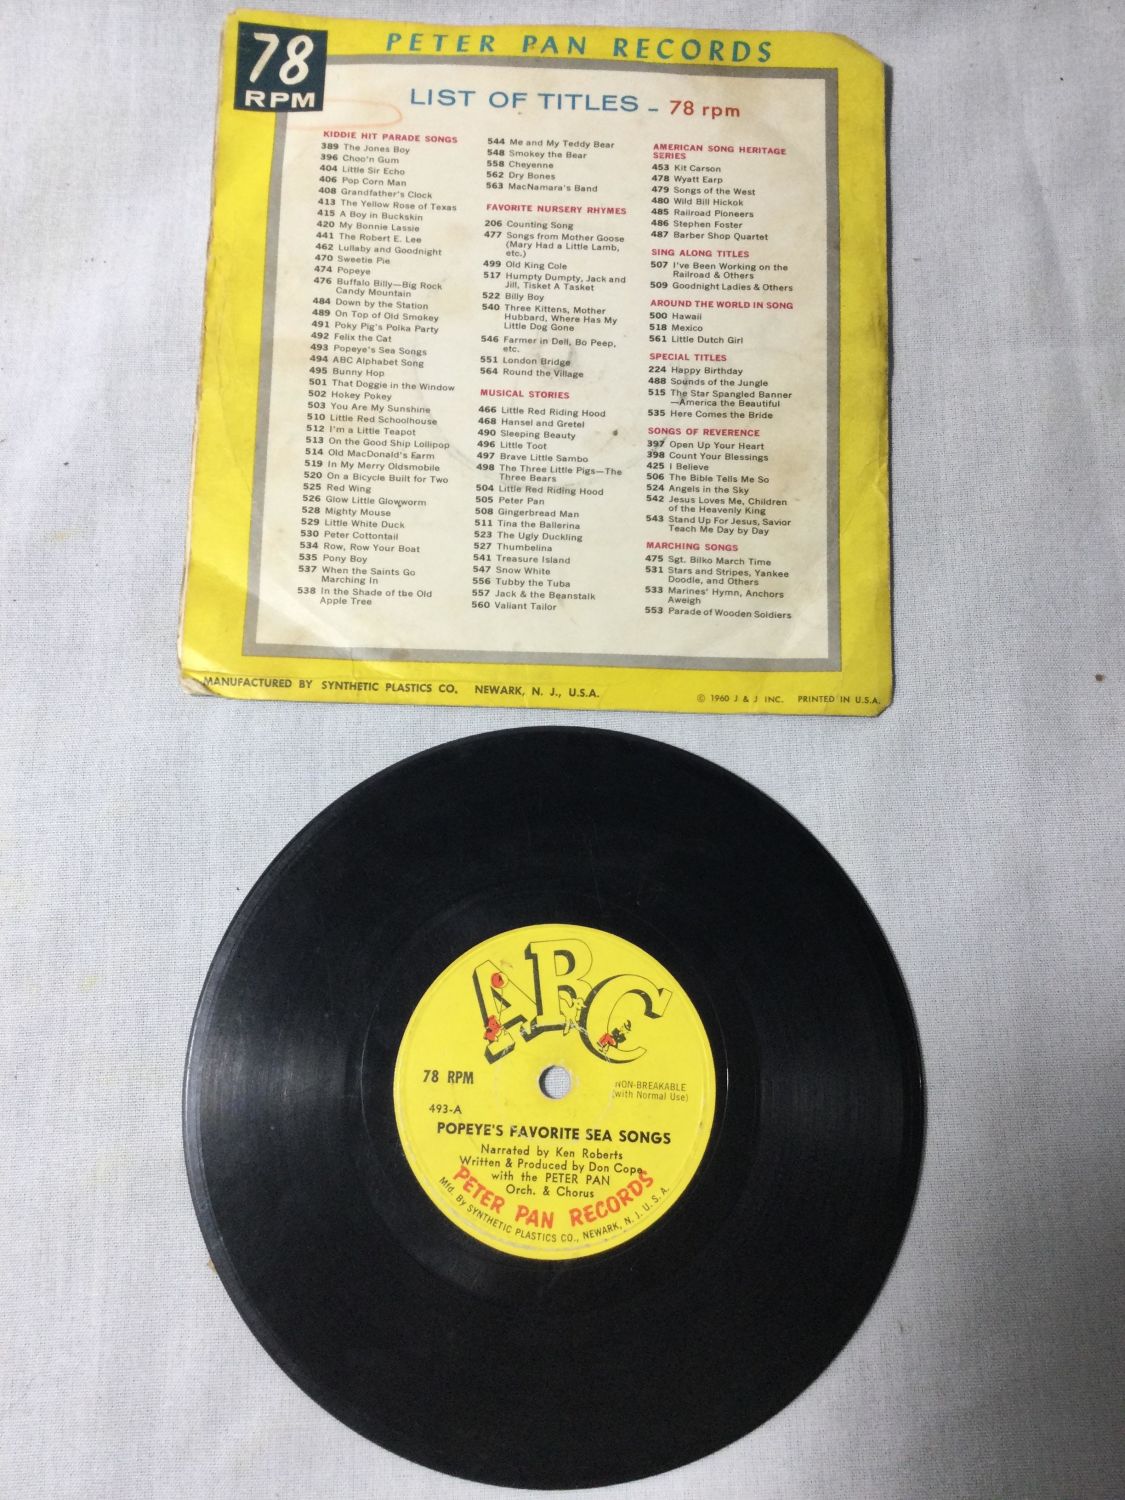 78
RPM
PETER PAN RECORDS
LIST OF TITLES - 78 rpm
KIDDIE HIT PARADE SONGS
389 The Jones Boy
396 Choo'n Gum
404 Little Sir Echo
406 Pop Corn Man
408 Grandfather's Clock
413 The Yellow Rose of Texas
415 A Boy in Buckskin
420 My Bonnie Lassie
441 The Robert E. Lee
462 Lullaby and Goodnight
470 Sweetie Pie
474 Popeye
476 Buffalo Billy—Big Rock
Candy Mountain
484 Down by the Station
489 On Top of Old Smokey
491 Poky Pig's Polka Party
492 Felix the Cat
493 Popeye's Sea Songs
494 ABC Alphabet Song
495 Bunny Hop
501 That Doggie in the Window
502 Hokey Pokey
503 You Are My Sunshine
510 Little Red Schoolhouse
512 I'm a Little Teapot
513 On the Good Ship Lollipop
514 Old MacDonald's Farm
519 In My Merry Oldsmobile
520 On a Bicycle Built for Two
525 Red Wing
526 Glow Little Glowworm
528 Mighty Mouse
529 Little White Duck
530 Peter Cottontail
534 Row, Row Your Boat
535 Pony Boy
537 When the Saints Go
Marching In
538 In the Shade of the Old
Apple Tree
544 Me and My Teddy Bear
548 Smokey the Bear
558 Cheyenne
562 Dry Bones
563 MacNamara's Band
FAVORITE NURSERY RHYMES
206 Counting Song
477 Songs from Mother Goose
(Mary Had a Little Lamb,
etc.)
499 Old King Cole
517 Humpty Dumpty, Jack and
Jill, Tisket A Tasket
522 Billy Boy
540 Three Kittens, Mother
Hubbard, Where Has My
Little Dog Gone
546 Farmer in Dell, Bo Peep,
etc.
551 London Bridge
564 Round the Village
MUSICAL STORIES
466 Little Red Riding Hood
468 Hansel and Gretel
490 Sleeping Beauty
496 Little Toot
497 Brave Little Sambo
498 The Three Little Pigs—The
Three Bears
504 Little Red Riding Hood
505 Peter Pan
508 Gingerbread Man
511 Tina the Ballerina
523 The Ugly Duckling
527 Thumbelina
541 Treasure Island
547 Snow White
556 Tubby the Tuba
557 Jack & the Beanstalk
560 Valiant Tailor
AMERICAN SONG HERITAGE
SERIES
453 Kit Carson
478 Wyatt Earp
479 Songs of the West
480 Wild Bill Hickok
485 Railroad Pioneers
486 Stephen Foster
487 Barber Shop Quartet
SING ALONG TITLES
507 I've Been Working on the
Railroad & Others
509 Goodnight Ladies & Others
AROUND THE WORLD IN SONG
500 Hawaii
518 Mexico
561 Little Dutch Girl
SPECIAL TITLES
224 Happy Birthday
488 Sounds of the Jungle
515 The Star Spangled Banner
—America the Beautiful
535 Here Comes the Bride
SONGS OF REVERENCE
397 Open Up Your Heart
398 Count Your Blessings
425 I Believe
506 The Bible Tells Me So
524 Angels in the Sky
542 Jesus Loves Me, Children
of the Heavenly King
543 Stand Up For Jesus, Savior
Teach Me Day by Day
MARCHING SONGS
475 Sgt. Bilko March Time
531 Stars and Stripes, Yankee
Doodle, and Others
533 Marines' Hymn, Anchors
Aweigh
553 Parade of Wooden Soldiers
MANUFACTURED BY SYNTHETIC PLASTICS CO. NEWARK, N. J., U.S.A.
© 1960 J & J INC. PRINTED IN U.S.A.
ABC
78 RPM
NON-BREAKABLE
(with Normal Use)
493-A
POPEYE'S FAVORITE SEA SONGS
Narrated by Ken Roberts
Written & Produced by Don Cope
with the PETER PAN
Orch. & Chorus
PETER PAN RECORDS
Mfd. By SYNTHETIC PLASTICS CO., NEWARK, N. J. U. S. A.